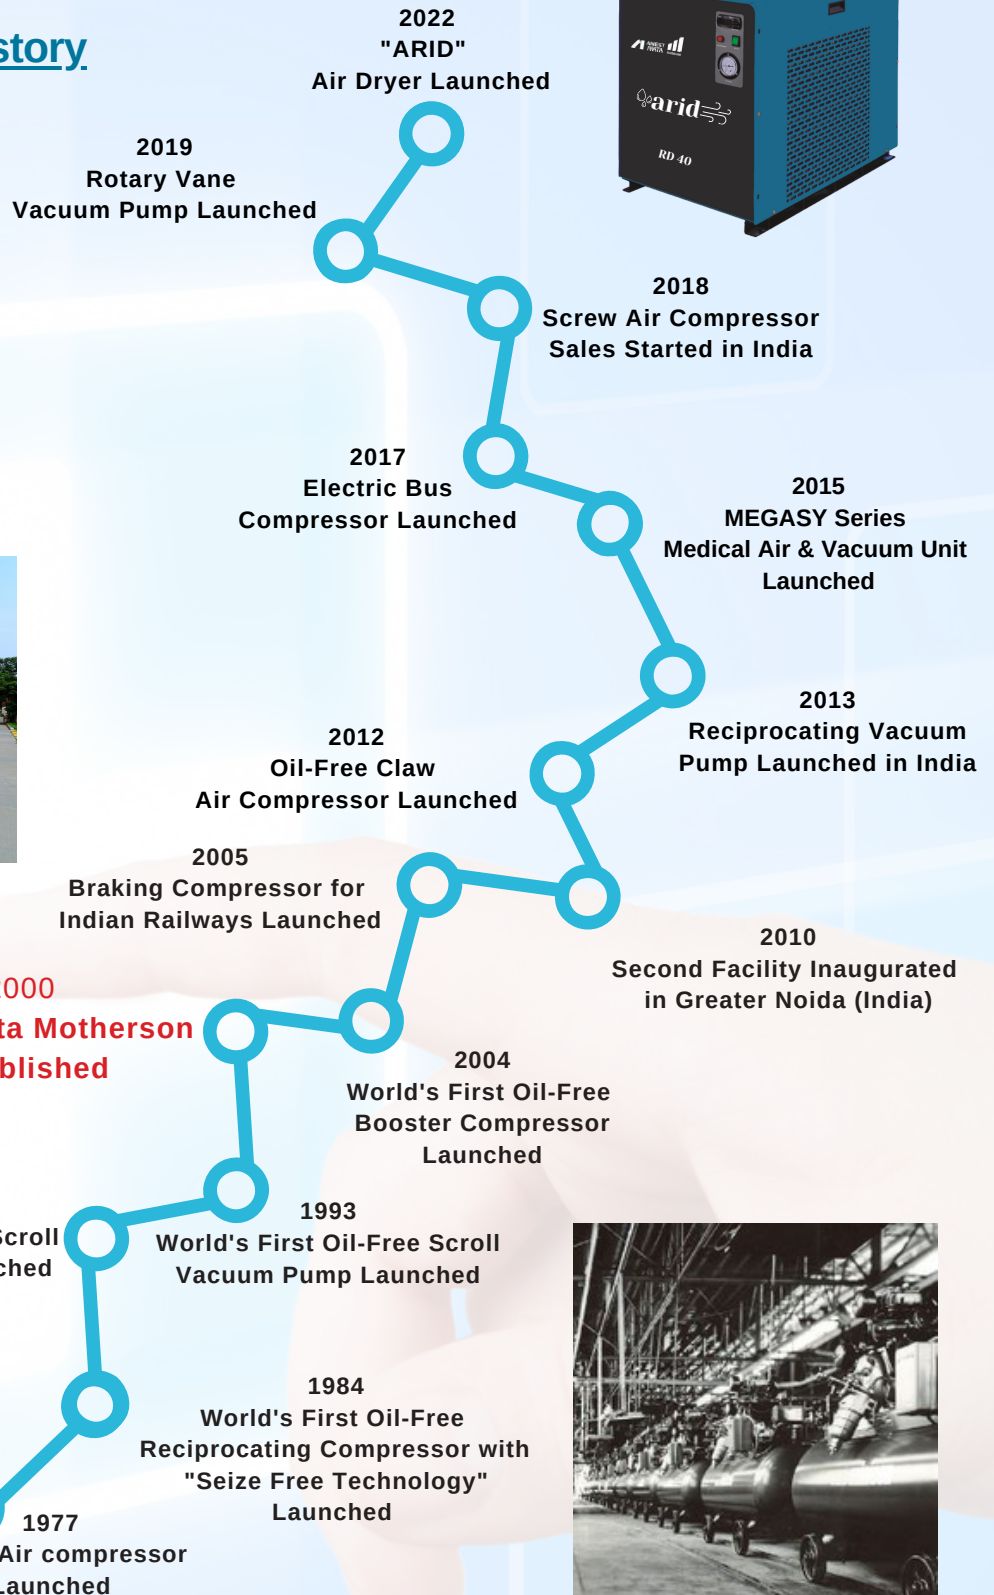 story
2022
"ARID"
Air Dryer Launched
ANEST
IWATA
arid
RD 40
2019
Rotary Vane
Vacuum Pump Launched
2018
Screw Air Compressor
Sales Started in India
2017
Electric Bus
Compressor Launched
2015
MEGASY Series
Medical Air & Vacuum Unit
Launched
2013
Reciprocating Vacuum
Pump Launched in India
2012
Oil-Free Claw
Air Compressor Launched
2005
Braking Compressor for
Indian Railways Launched
2010
Second Facility Inaugurated
in Greater Noida (India)
2000
ta Motherson
blished
2004
World's First Oil-Free
Booster Compressor
Launched
1993
World's First Oil-Free Scroll
Vacuum Pump Launched
Scroll
ched
1984
World's First Oil-Free
Reciprocating Compressor with
"Seize Free Technology"
Launched
1977
Air compressor
Launched